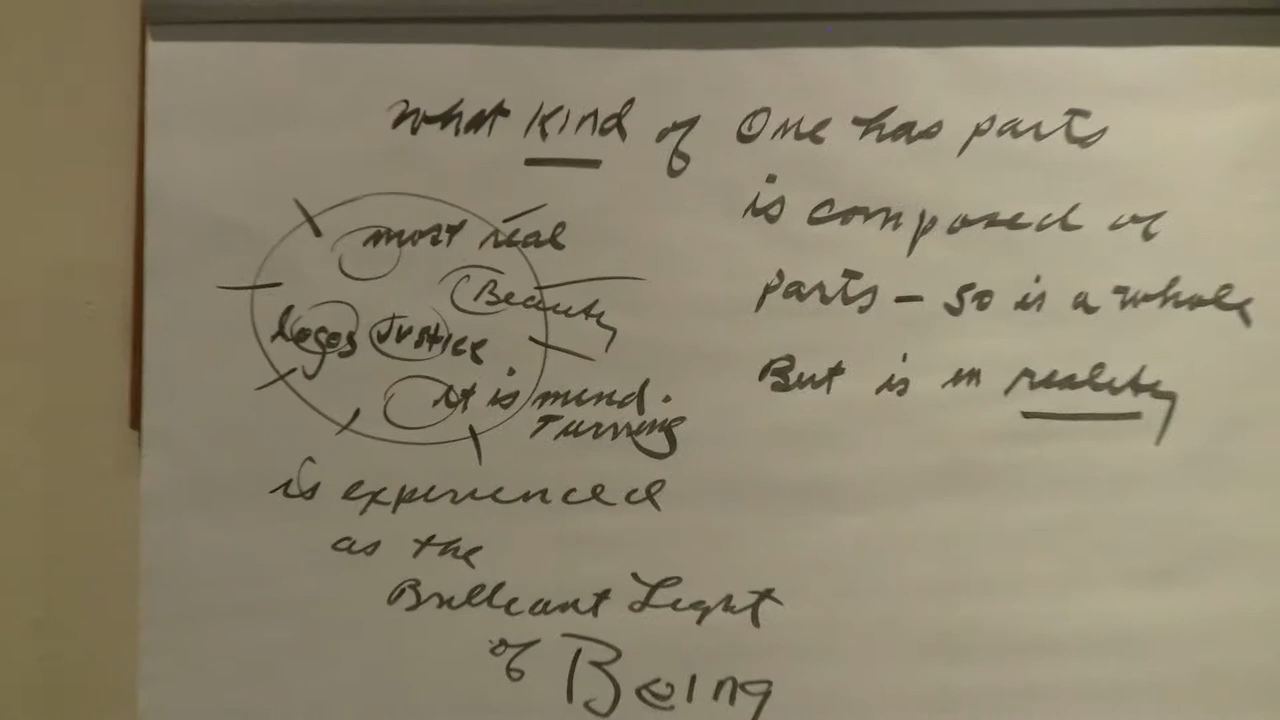 What Kind of One has parts
is composed of
parts – so is a whole
But is in reality
most real
Beauty
Logos Justice
it is mind.
Turning
is experienced
as the
Brilliant Light
of Being